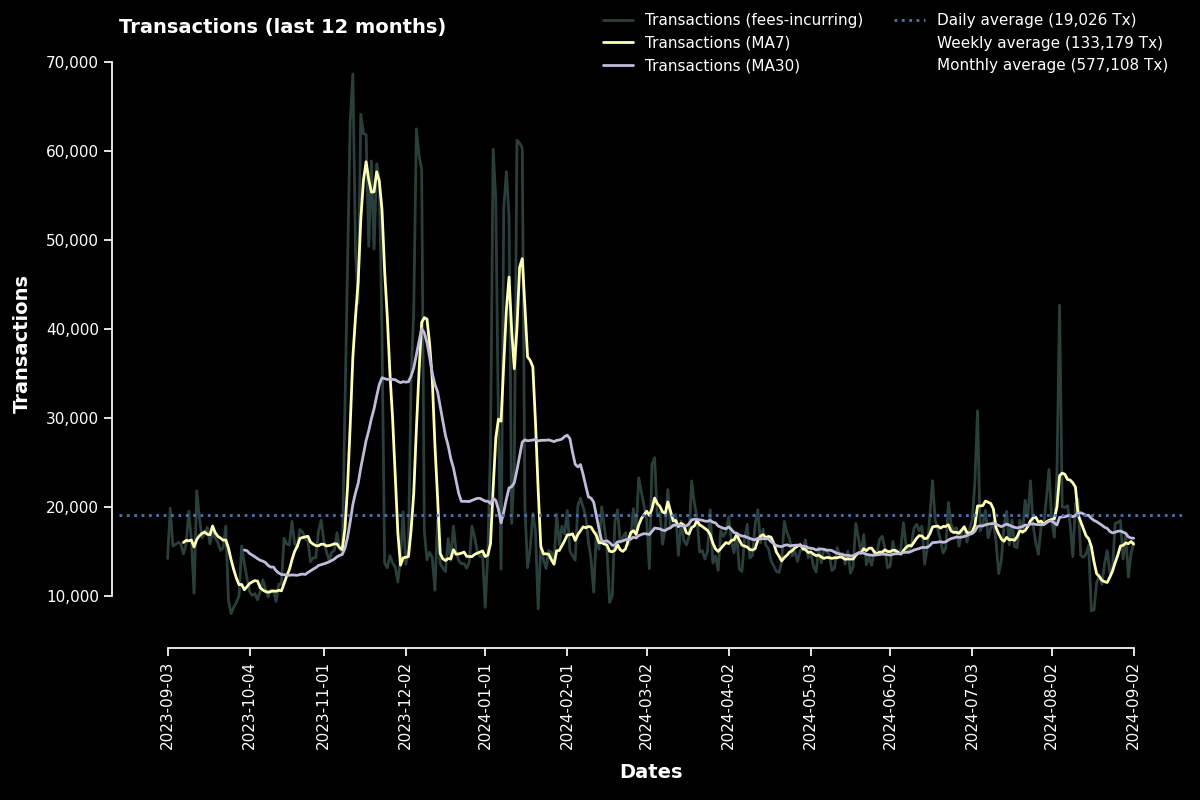 Transactions (last 12 months)
Transactions (fees-incurring)
Transactions (MA7)
Transactions (MA30)
Daily average (19,026 Tx)
Weekly average (133,179 Tx)
Monthly average (577,108 Tx)
70,000
60,000
50,000
40,000
30,000
20,000
10,000
Transactions
2023-09-03
2023-10-04
2023-11-01
2023-12-02
2024-01-01
2024-02-01
2024-03-02
2024-04-02
2024-05-03
2024-06-02
2024-07-03
2024-08-02
2024-09-02
Dates